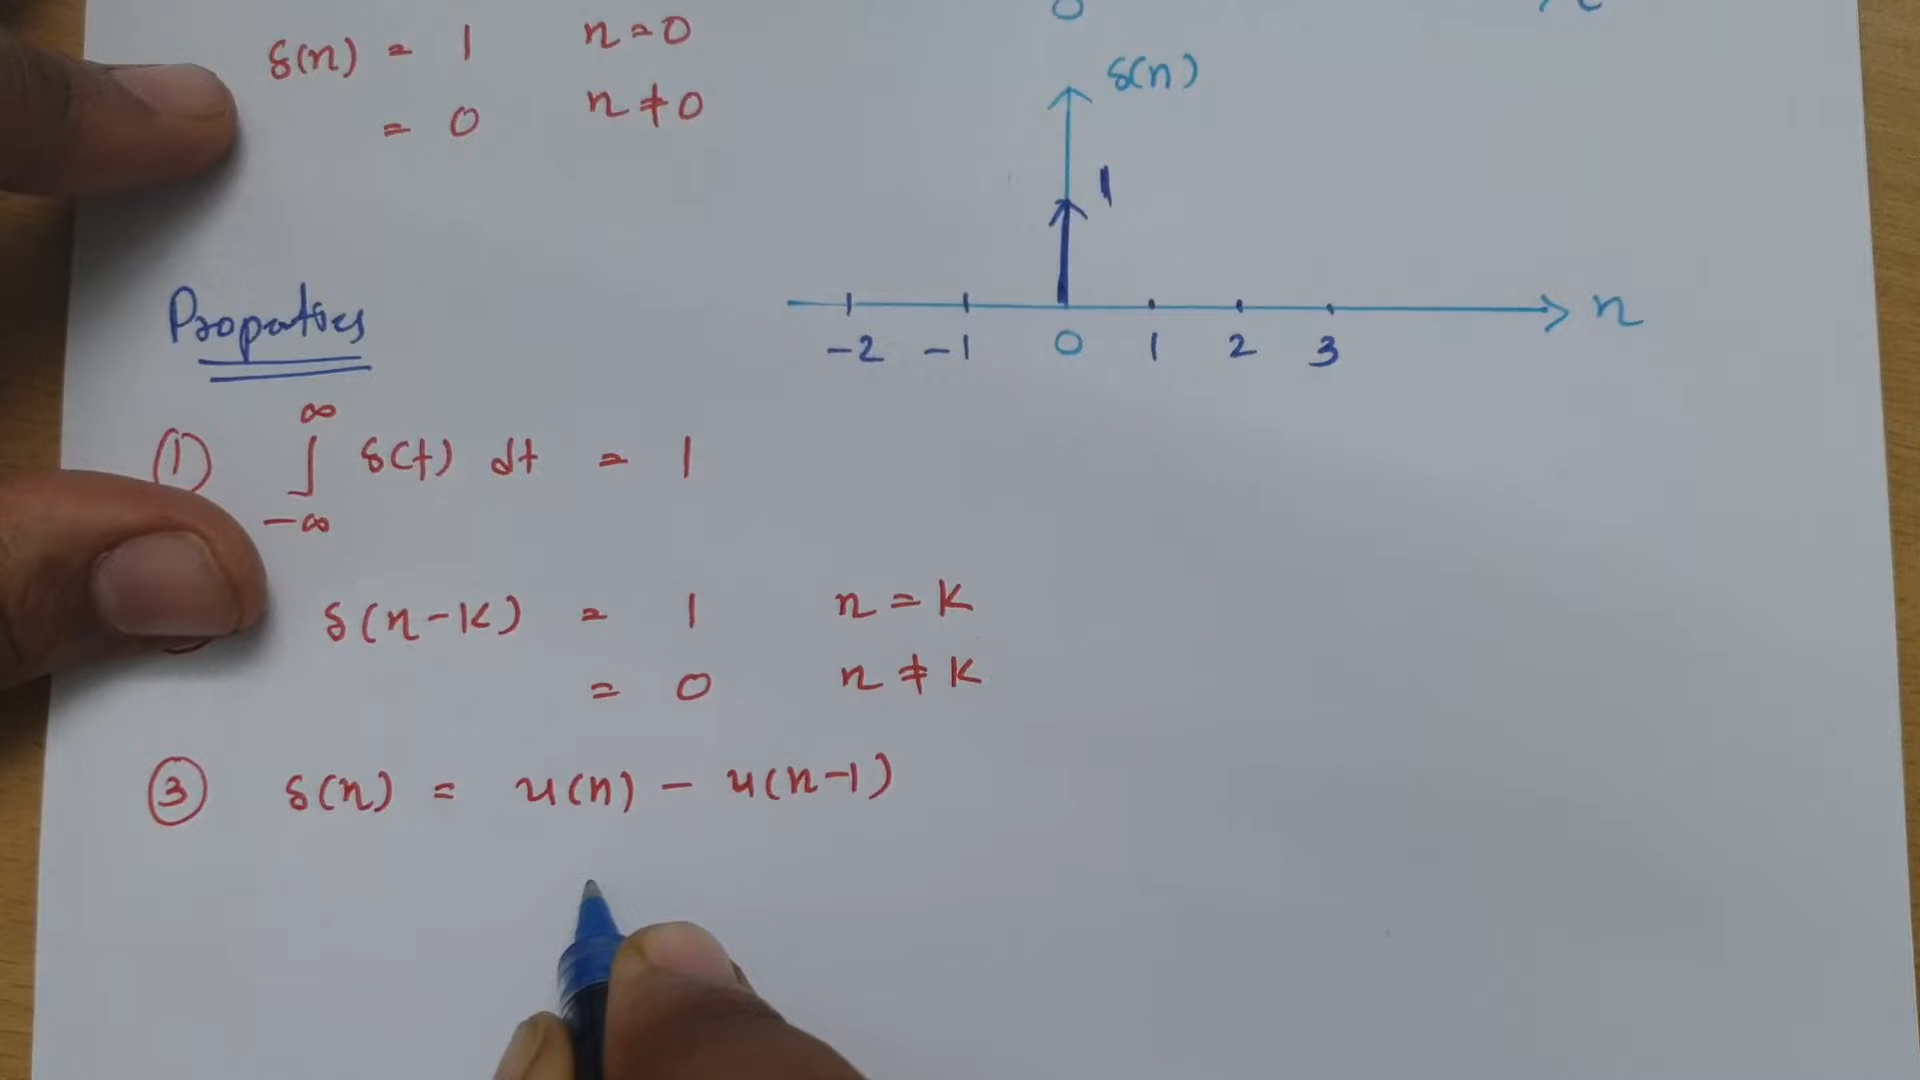 δ(n) = 1 n=0
= 0 n≠0
δ(n)
1
n
-2 -1 0 1 2 3
Properties
① ∫ δ(t) dt = 1
∞
-∞
δ(n-k) = 1 n=k
= 0 n≠k
③ δ(n) = u(n) - u(n-1)